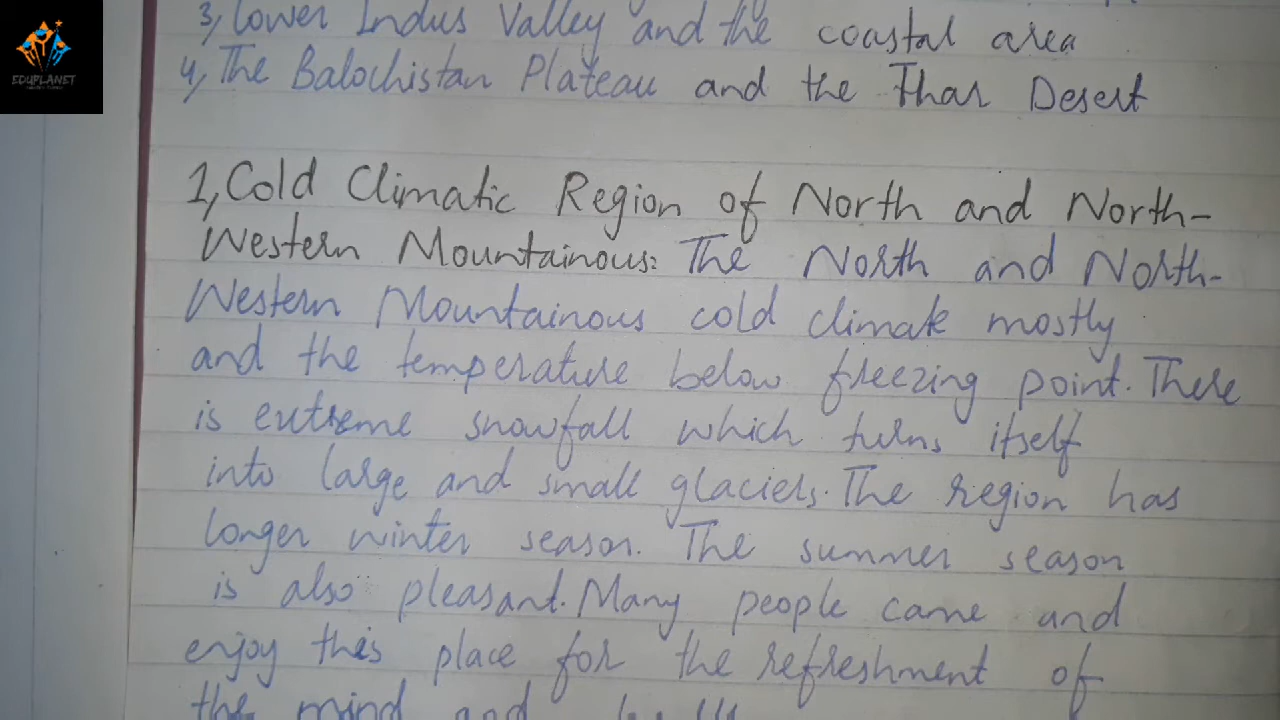 EDUPLANET
3, Lower Indus Valley and the coastal area
4, The Balochistan Plateau and the Thar Desert
1, Cold Climatic Region of North and North-
Western Mountainous: The North and North-
Western Mountainous cold climate mostly
and the temperature below freezing point. There
is extreme snowfall which turns itself
into large and small glaciers. The region has
longer winter season. The summer season
is also pleasant. Many people came and
enjoy this place for the refreshment of
the mind and